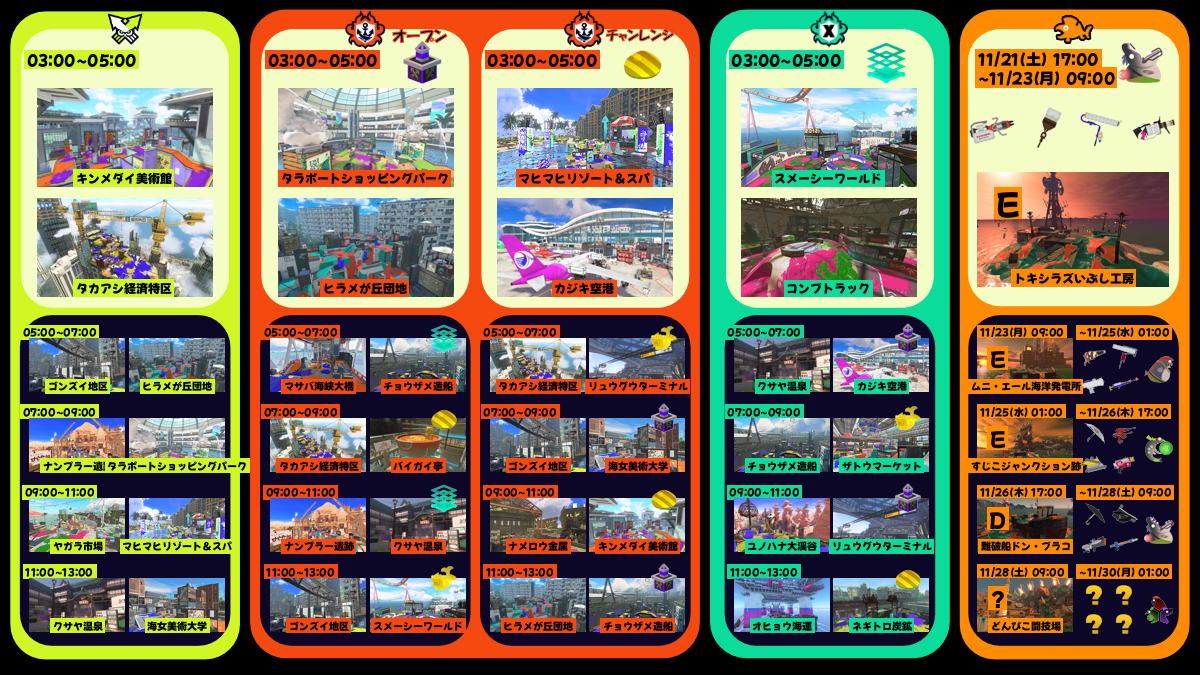 03:00~05:00
キンメダイ美術館
タカアシ経済特区
05:00~07:00
ゴンズイ地区
ヒラメが丘団地
07:00~09:00
ナンプラー遺
タラポートショッピングパーク
09:00~11:00
ヤガラ市場
マヒマヒリゾート＆スパ
11:00~13:00
クサヤ温泉
海女美術大学
オープン
03:00~05:00
タラポートショッピングパーク
ヒラメが丘団地
05:00~07:00
マサバ海峡大橋
チョウザメ造船
07:00~09:00
タカアシ経済特区
バイガイ亭
09:00~11:00
ナンプラー遺跡
クサヤ温泉
11:00~13:00
ゴンズイ地区
スメーシーワールド
チャレンジ
03:00~05:00
マヒマヒリゾート＆スパ
カジキ空港
05:00~07:00
タカアシ経済特区
リュウグウターミナル
07:00~09:00
ゴンズイ地区
海女美術大学
09:00~11:00
ナメロウ金属
キンメダイ美術館
11:00~13:00
ヒラメが丘団地
チョウザメ造船
X
03:00~05:00
スメーシーワールド
コンブトラック
05:00~07:00
クサヤ温泉
カジキ空港
07:00~09:00
チョウザメ造船
ザトウマーケット
09:00~11:00
ユノハナ大渓谷
リュウグウターミナル
11:00~13:00
オヒョウ海運
ネギトロ炭鉱
11/21(土) 17:00
~11/23(月) 09:00
E
トキシラズいぶし工房
11/23(月) 09:00
~11/25(水) 01:00
E
ムニ・エール海洋発電所
11/25(水) 01:00
~11/26(木) 17:00
E
すじこジャンクション跡
11/26(木) 17:00
~11/28(土) 09:00
D
難破船ドン・ブラコ
11/28(土) 09:00
~11/30(月) 01:00
?
? ?
? ?
どんぴこ闘技場